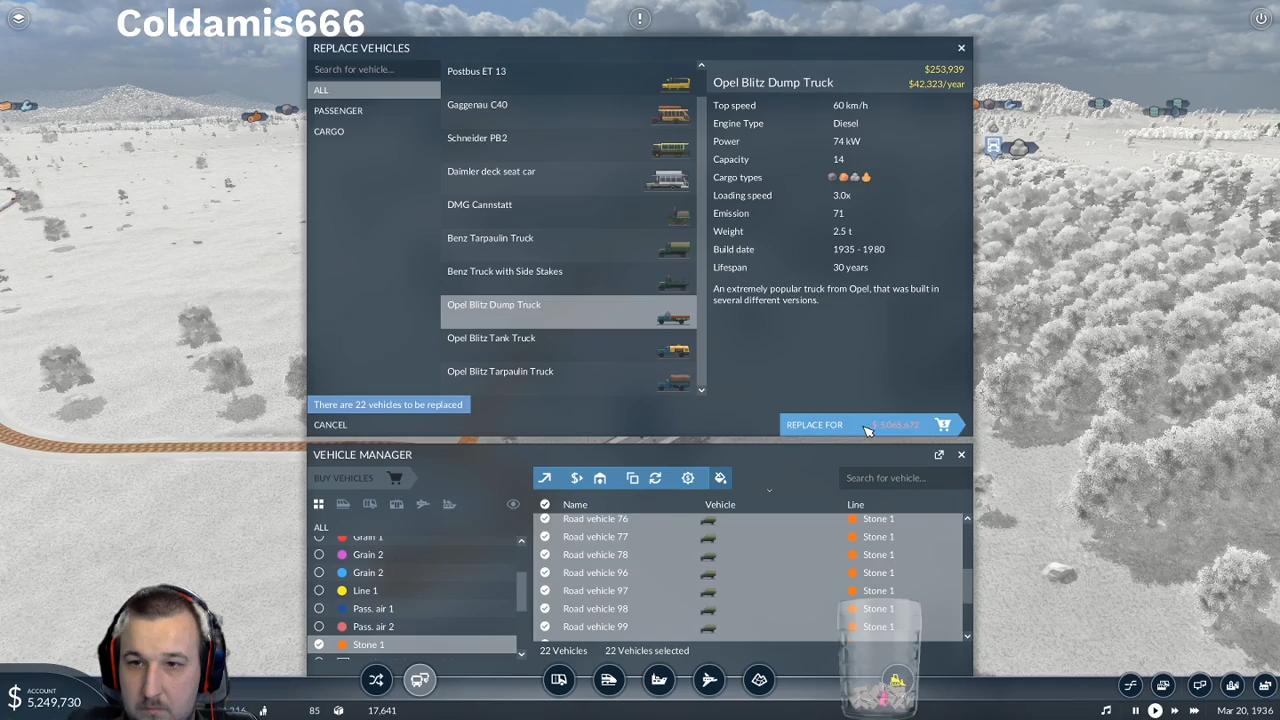 Coldamis666
REPLACE VEHICLES
Search for vehicle...
ALL
PASSENGER
CARGO
Postbus ET 13
Gaggenau C40
Schneider PB2
Daimler deck seat car
DMG Cannstatt
Benz Tarpaulin Truck
Benz Truck with Side Stakes
Opel Blitz Dump Truck
Opel Blitz Tank Truck
Opel Blitz Tarpaulin Truck
$253,939
Opel Blitz Dump Truck $42,323/year
Top speed 60 km/h
Engine Type Diesel
Power 74 kW
Capacity 14
Cargo types
Loading speed 3.0x
Emission 71
Weight 2.5 t
Build date 1935 - 1980
Lifespan 30 years
An extremely popular truck from Opel, that was built in
several different versions.
There are 22 vehicles to be replaced
CANCEL
REPLACE FOR $-5,065,672
VEHICLE MANAGER
BUY VEHICLES
Search for vehicle...
ALL
Grain 1
Grain 2
Grain 2
Line 1
Pass. air 1
Pass. air 2
Stone 1
Name Vehicle Line
Road vehicle 76 Stone 1
Road vehicle 77 Stone 1
Road vehicle 78 Stone 1
Road vehicle 96 Stone 1
Road vehicle 97 Stone 1
Road vehicle 98 Stone 1
Road vehicle 99 Stone 1
22 Vehicles 22 Vehicles selected
$ ACCOUNT
5,249,730
85 17,641
Mar 20, 1936